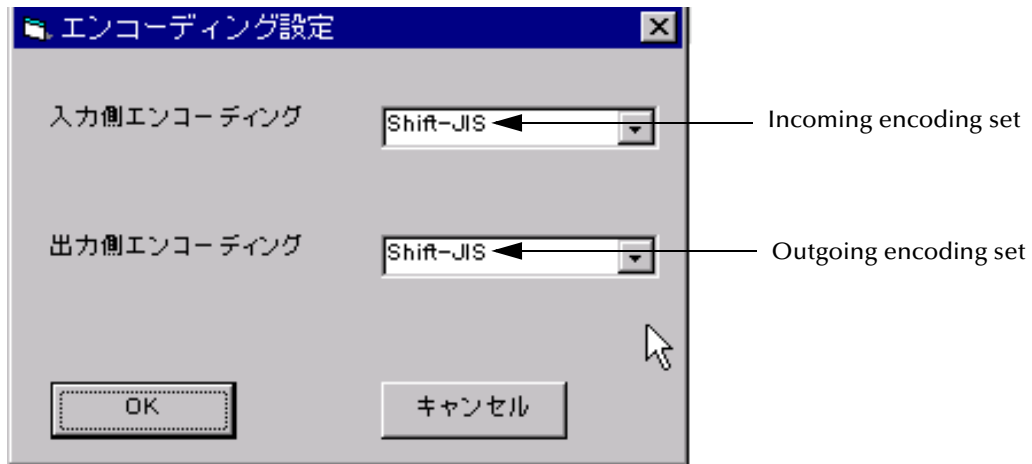 エンコーディング設定
入力側エンコーディング
Shift-JIS
Incoming encoding set
出力側エンコーディング
Shift-JIS
Outgoing encoding set
OK
キャンセル